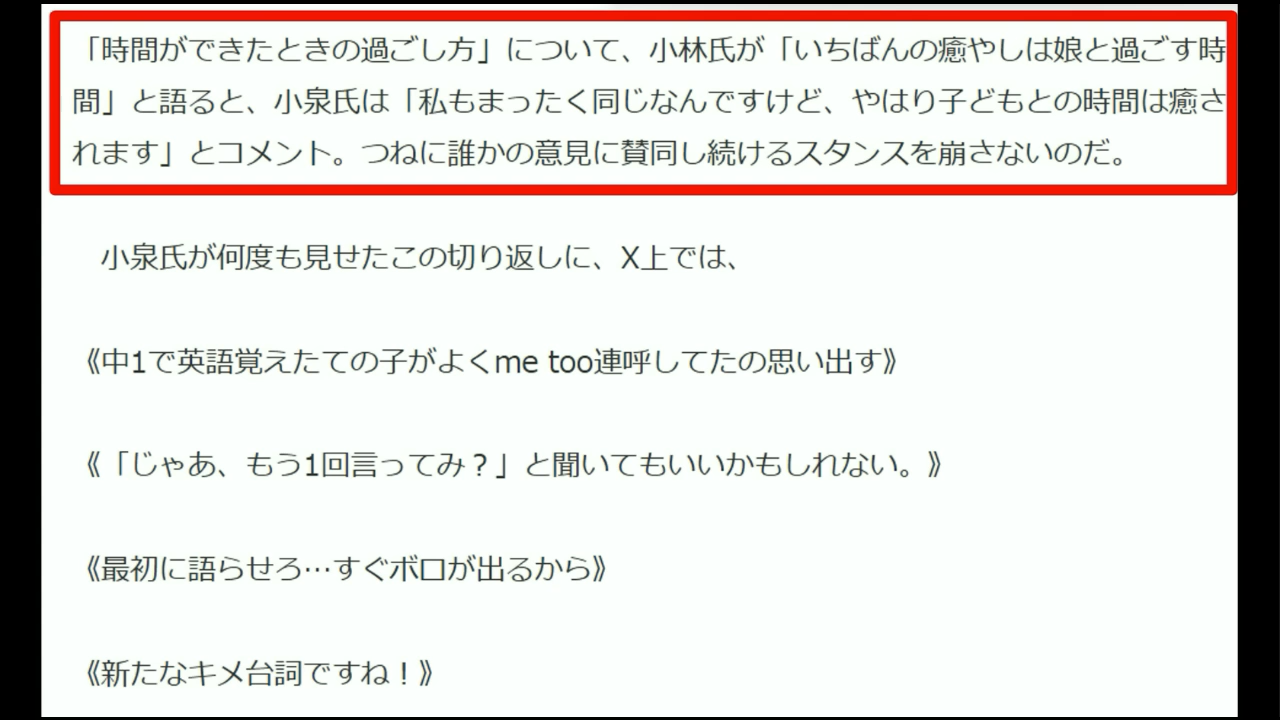 「時間ができたときの過ごし方」について、小林氏が「いちばんの癒やしは娘と過ごす時
間」と語ると、小泉氏は「私もまったく同じなんですけど、やはり子どもとの時間は癒さ
れます」とコメント。つねに誰かの意見に賛同し続けるスタンスを崩さないのだ。
小泉氏が何度も見せたこの切り返しに、X上では、
《中1で英語覚えたての子がよくme too連呼してたの思い出す》
《「じゃあ、もう1回言ってみ？」と聞いてもいいかもしれない。》
《最初に語らせろ…すぐボロが出るから》
《新たなキメ台詞ですね！》